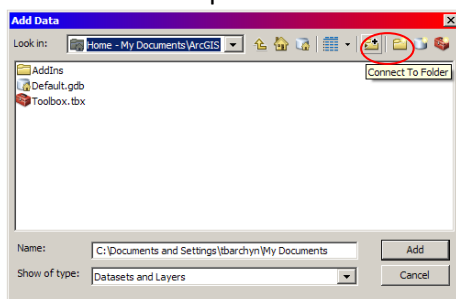 Add Data
Look in: Home - My Documents\ArcGIS
Connect To Folder
AddIns
Default.gdb
Toolbox.tbx
Name: C:\Documents and Settings\tbarchyn\My Documents Add
Show of type: Datasets and Layers Cancel